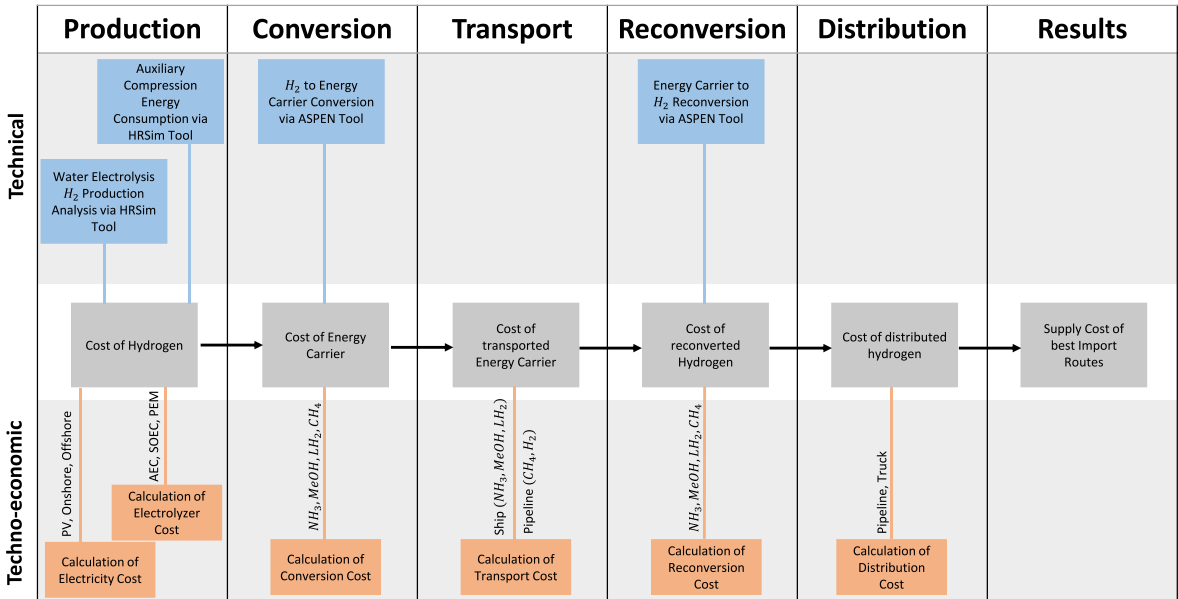 Production
Conversion
Transport
Reconversion
Distribution
Results
Technical
Auxiliary
Compression
Energy
Consumption via
HRSim Tool
Water Electrolysis
H₂ Production
Analysis via HRSim
Tool
H₂ to Energy
Carrier Conversion
via ASPEN Tool
Energy Carrier to
H₂ Reconversion
via ASPEN Tool
Cost of Hydrogen
Cost of Energy
Carrier
Cost of
transported
Energy Carrier
Cost of
reconverted
Hydrogen
Cost of distributed
hydrogen
Supply Cost of
best Import
Routes
Techno-economic
PV, Onshore, Offshore
AEC, SOEC, PEM
Calculation of
Electrolyzer
Cost
Calculation of
Electricity Cost
NH₃, MeOH, LH₂, CH₄
Calculation of
Conversion Cost
Ship (NH₃, MeOH, LH₂)
Pipeline (CH₄, H₂)
Calculation of
Transport Cost
NH₃, MeOH, LH₂, CH₄
Calculation of
Reconversion
Cost
Pipeline, Truck
Calculation of
Distribution
Cost